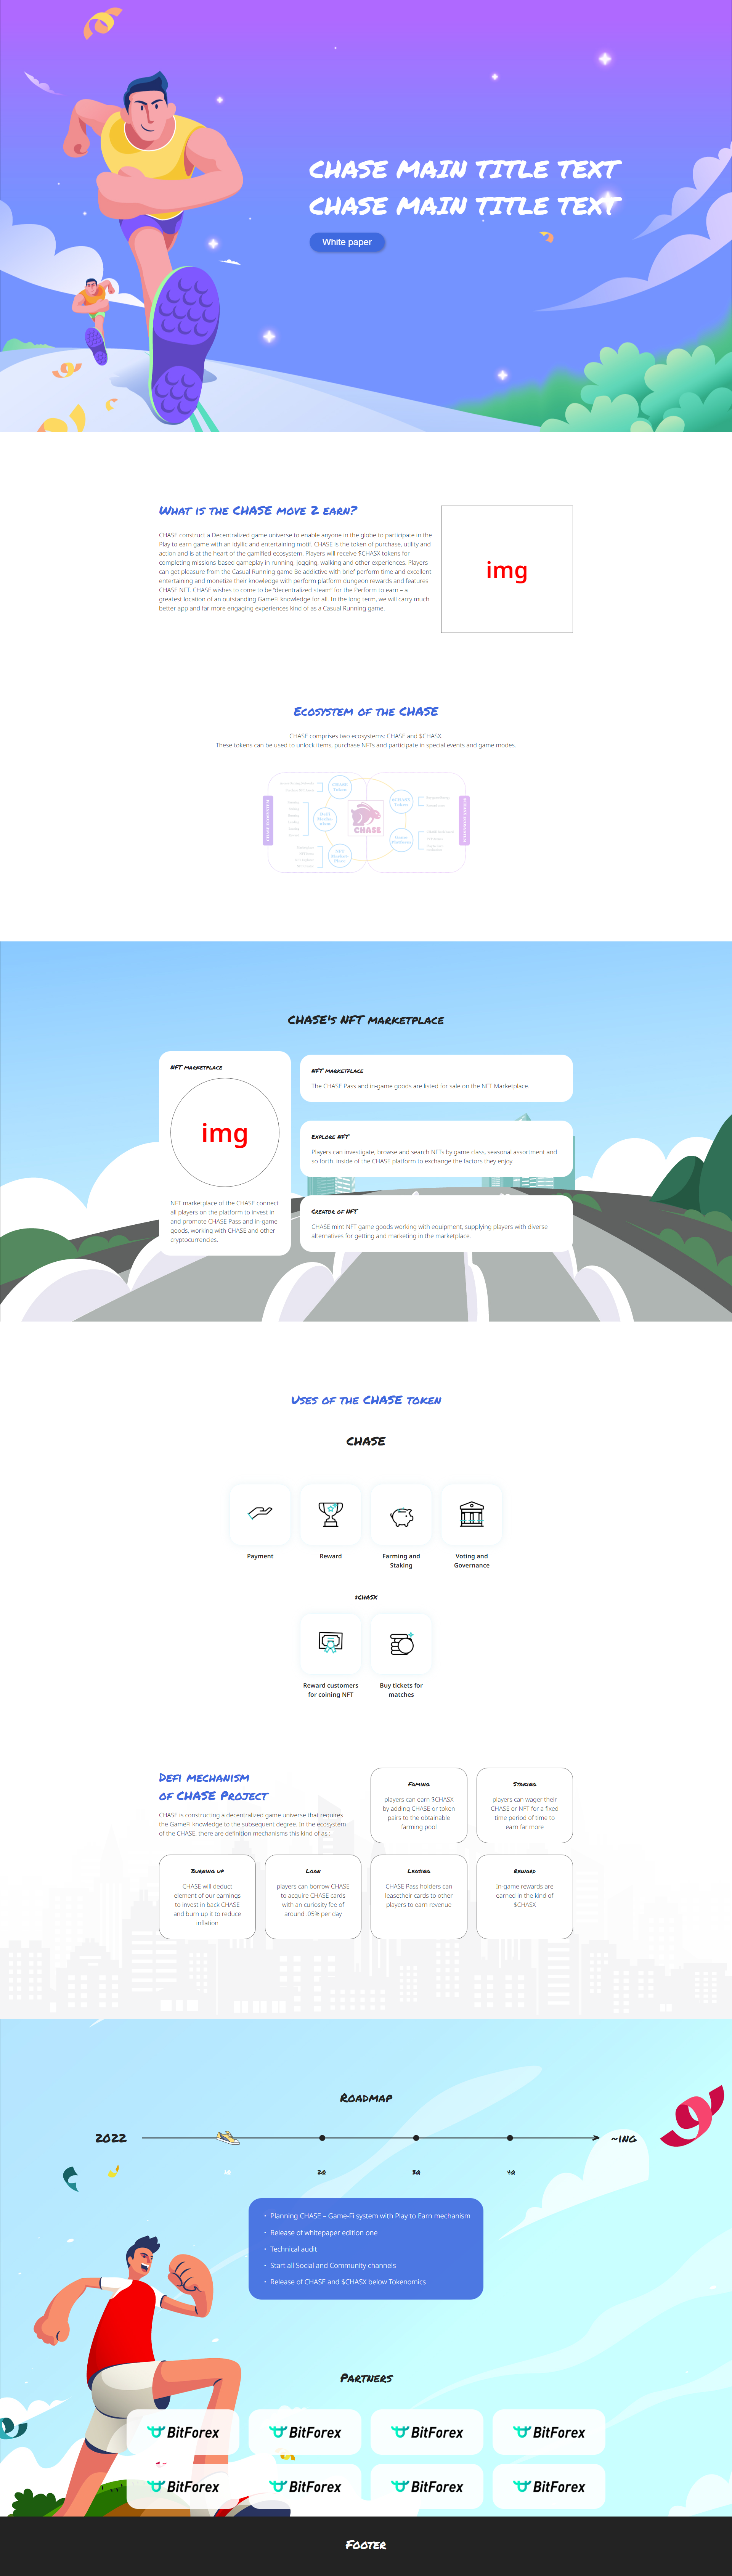 CHASE MAIN TITLE TEXT
CHASE MAIN TITLE TEXT
White paper
What is the CHASE move 2 earn?
CHASE construct a Decentralized game universe to enable anyone in the globe to participate in the
Play to earn game with an idyllic and entertaining motif. CHASE is the token of purchase, utility and
action and is at the heart of the gamified ecosystem. Players will receive $CHASX tokens for
completing missions-based gameplay in running, jogging, walking and other experiences. Players
can get pleasure from the Casual Running game Be addictive with brief perform time and excellent
entertaining and monetize their knowledge with perform platform dungeon rewards and features
CHASE NFT. CHASE wishes to come to be "decentralized steam" for the Perform to earn – a
greatest location of an outstanding GameFi knowledge for all. In the long term, we will carry much
better app and far more engaging experiences kind of as a Casual Running game.
img
Ecosystem of the CHASE
CHASE comprises two ecosystems: CHASE and $CHASX.
These tokens can be used to unlock items, purchase NFTs and participate in special events and game modes.
CHASE
Token
CHASE
CHASE's NFT marketplace
NFT marketplace
img
NFT marketplace of the CHASE connect
all players on the platform to invest in
and promote CHASE Pass and in-game
goods, working with CHASE and other
cryptocurrencies.
NFT marketplace
The CHASE Pass and in-game goods are listed for sale on the NFT Marketplace.
Explore NFT
Players can investigate, browse and search NFTs by game class, seasonal assortment and
so forth. inside of the CHASE platform to exchange the factors they enjoy.
Creator of NFT
CHASE mint NFT game goods working with equipment, supplying players with diverse
alternatives for getting and marketing in the marketplace.
Uses of the CHASE token
CHASE
Payment
Reward
Farming and
Staking
Voting and
Governance
$CHASX
Reward customers
for coining NFT
Buy tickets for
matches
Defi mechanism
of CHASE Project
CHASE is constructing a decentralized game universe that requires
the GameFi knowledge to the subsequent degree. In the ecosystem
of the CHASE, there are definition mechanisms this kind of as :
Faming
players can earn $CHASX
by adding CHASE or token
pairs to the obtainable
farming pool
Staking
players can wager their
CHASE or NFT for a fixed
time period of time to
earn far more
Burning up
CHASE will deduct
element of our earnings
to invest in back CHASE
and burn up it to reduce
inflation
Loan
players can borrow CHASE
to acquire CHASE cards
with an curiosity fee of
around .05% per day
Leating
CHASE Pass holders can
leasetheir cards to other
players to earn revenue
Reward
In-game rewards are
earned in the kind of
$CHASX
Roadmap
2022
~ing
1Q
2Q
3Q
4Q
· Planning CHASE – Game-Fi system with Play to Earn mechanism
· Release of whitepaper edition one
· Technical audit
· Start all Social and Community channels
· Release of CHASE and $CHASX below Tokenomics
Partners
BitForex
BitForex
BitForex
BitForex
BitForex
BitForex
BitForex
BitForex
Footer